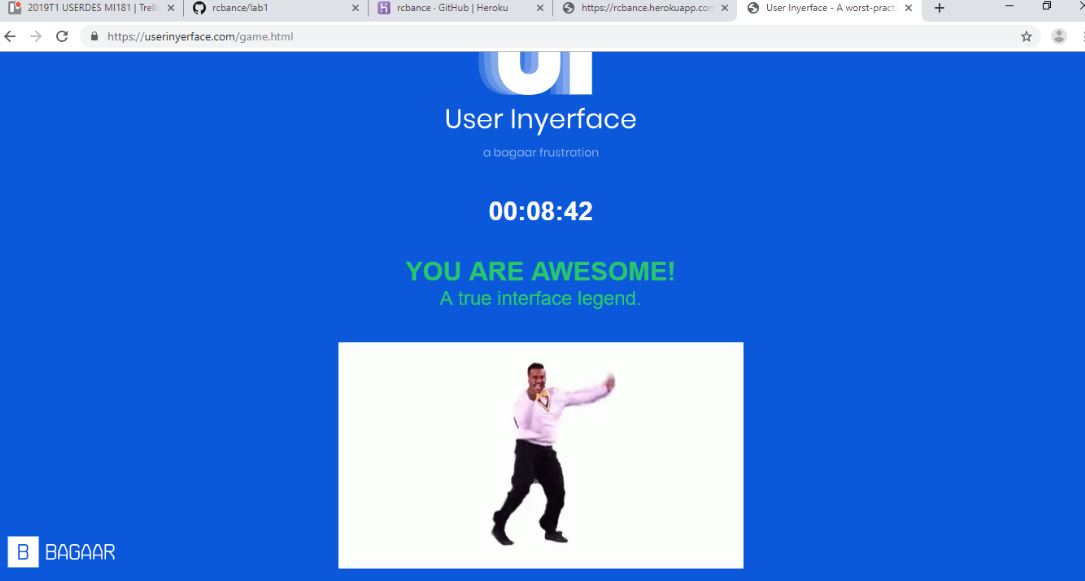 2019T1 USERDES MI181 | Trello
rcbance/lab1
rcbance · GitHub | Heroku
https://rcbance.herokuapp.com
User Inyerface - A worst-pract
https://userinyerface.com/game.html
UI
User Inyerface
a bagaar frustration
00:08:42
YOU ARE AWESOME!
A true interface legend.
B BAGAAR